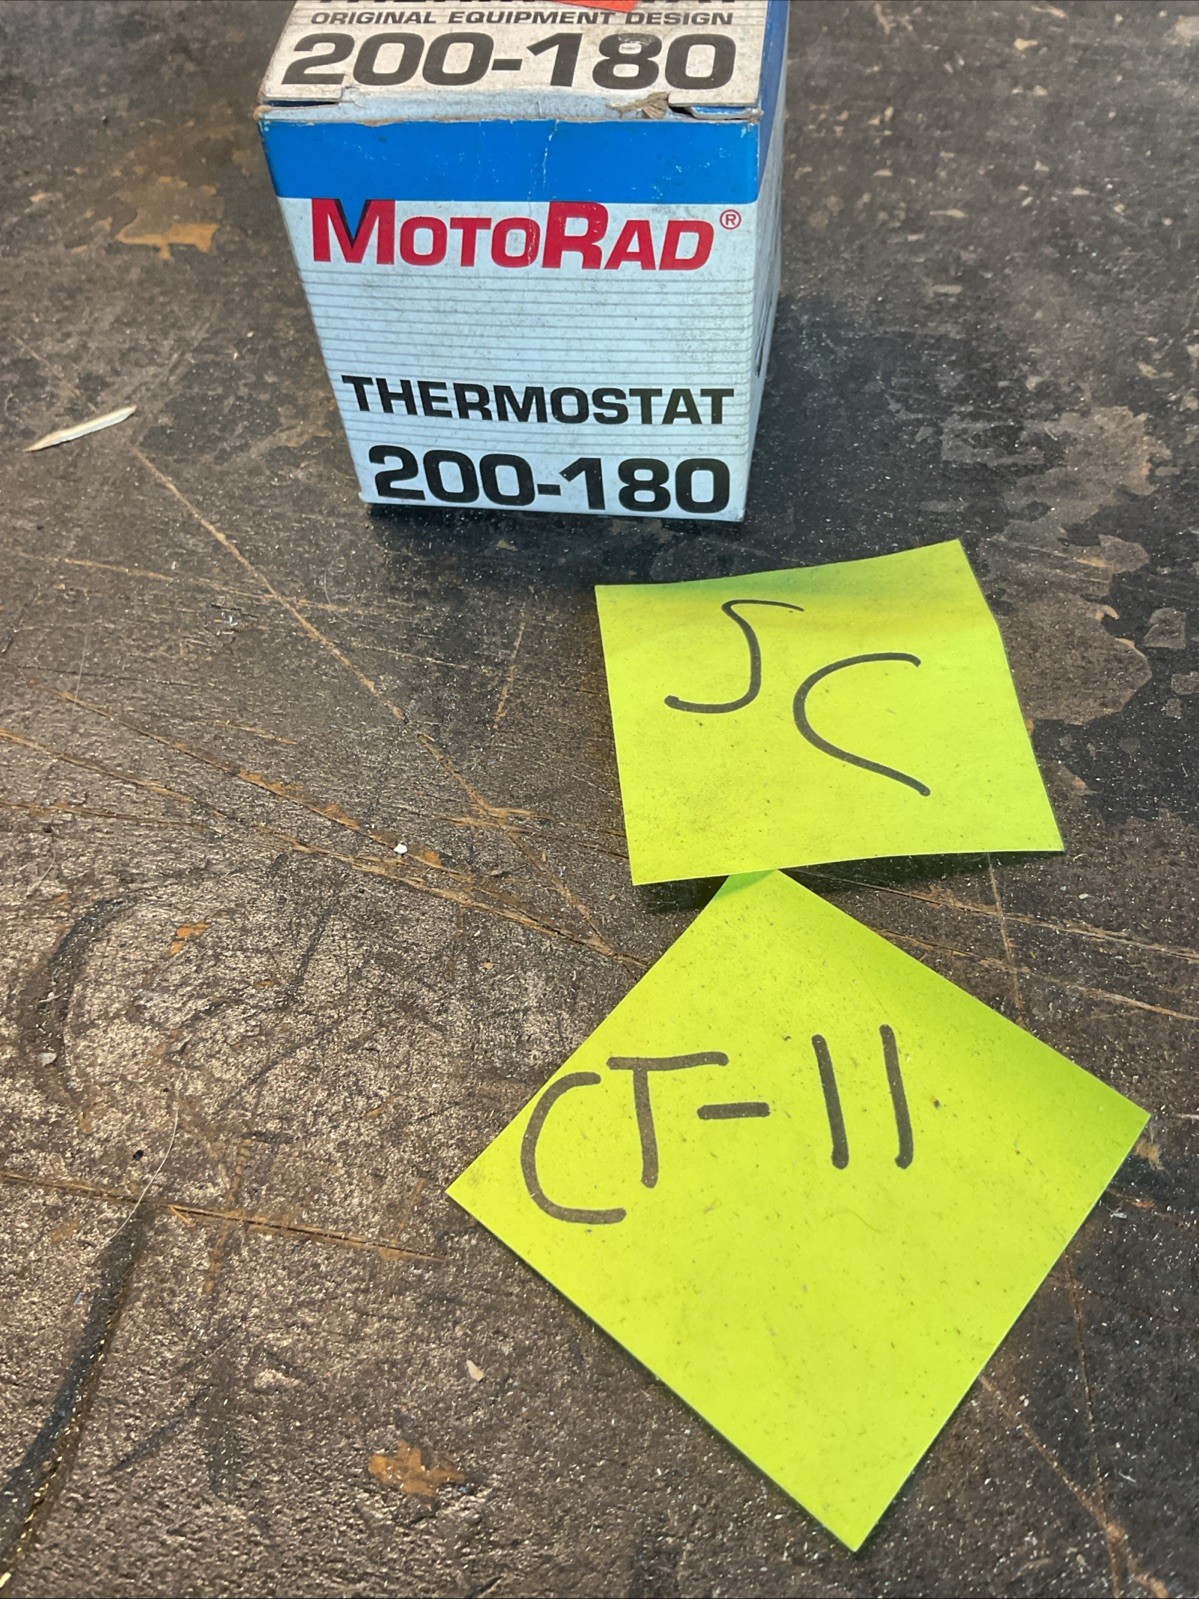 ORIGINAL EQUIPMENT DESIGN
200-180
MOTORAD®
THERMOSTAT
200-180
SC
CT-11